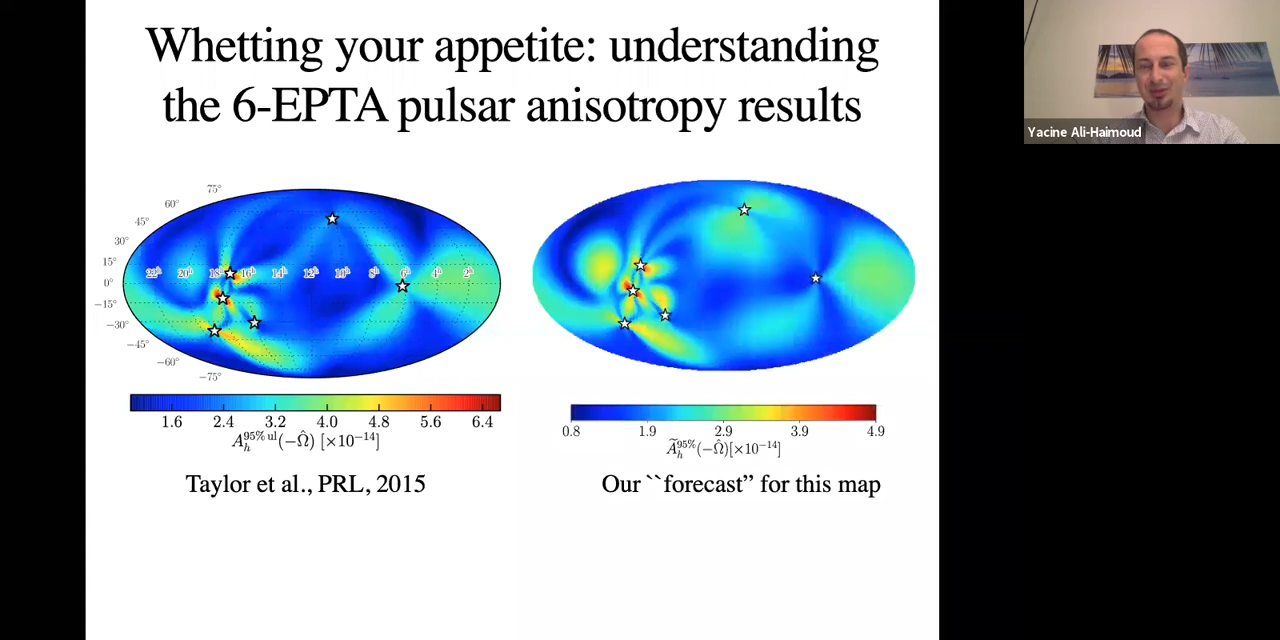 Whetting your appetite: understanding
the 6-EPTA pulsar anisotropy results
Yacine Ali-Haimoud
75°
60°
45°
30°
15°
0°
−15°
−30°
−45°
−60°
−75°
22h 20h 18h 16h 14h 12h 10h 8h 6h 4h 2h
1.6 2.4 3.2 4.0 4.8 5.6 6.4
A_h^{95% ul}(−Ω̂) [×10^{−14}]
0.8 1.9 2.9 3.9 4.9
Ã_h^{95%}(−Ω̂)[×10^{−14}]
Taylor et al., PRL, 2015
Our ``forecast” for this map